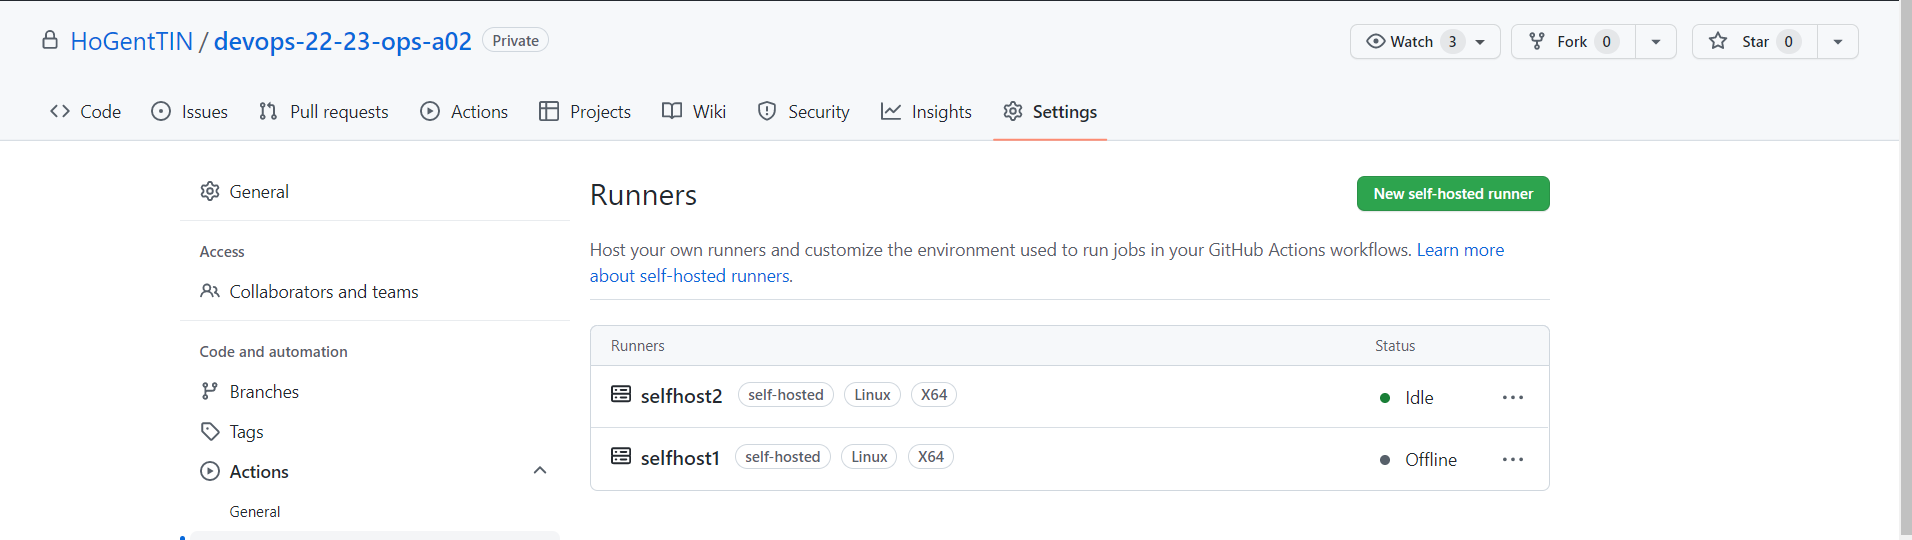 HoGentTIN / devops-22-23-ops-a02 Private Watch 3 Fork 0 Star 0
Code Issues Pull requests Actions Projects Wiki Security Insights Settings
General
Access
Collaborators and teams
Code and automation
Branches
Tags
Actions
General
Runners New self-hosted runner
Host your own runners and customize the environment used to run jobs in your GitHub Actions workflows. Learn more
about self-hosted runners.
Runners Status
selfhost2 self-hosted Linux X64 Idle
selfhost1 self-hosted Linux X64 Offline